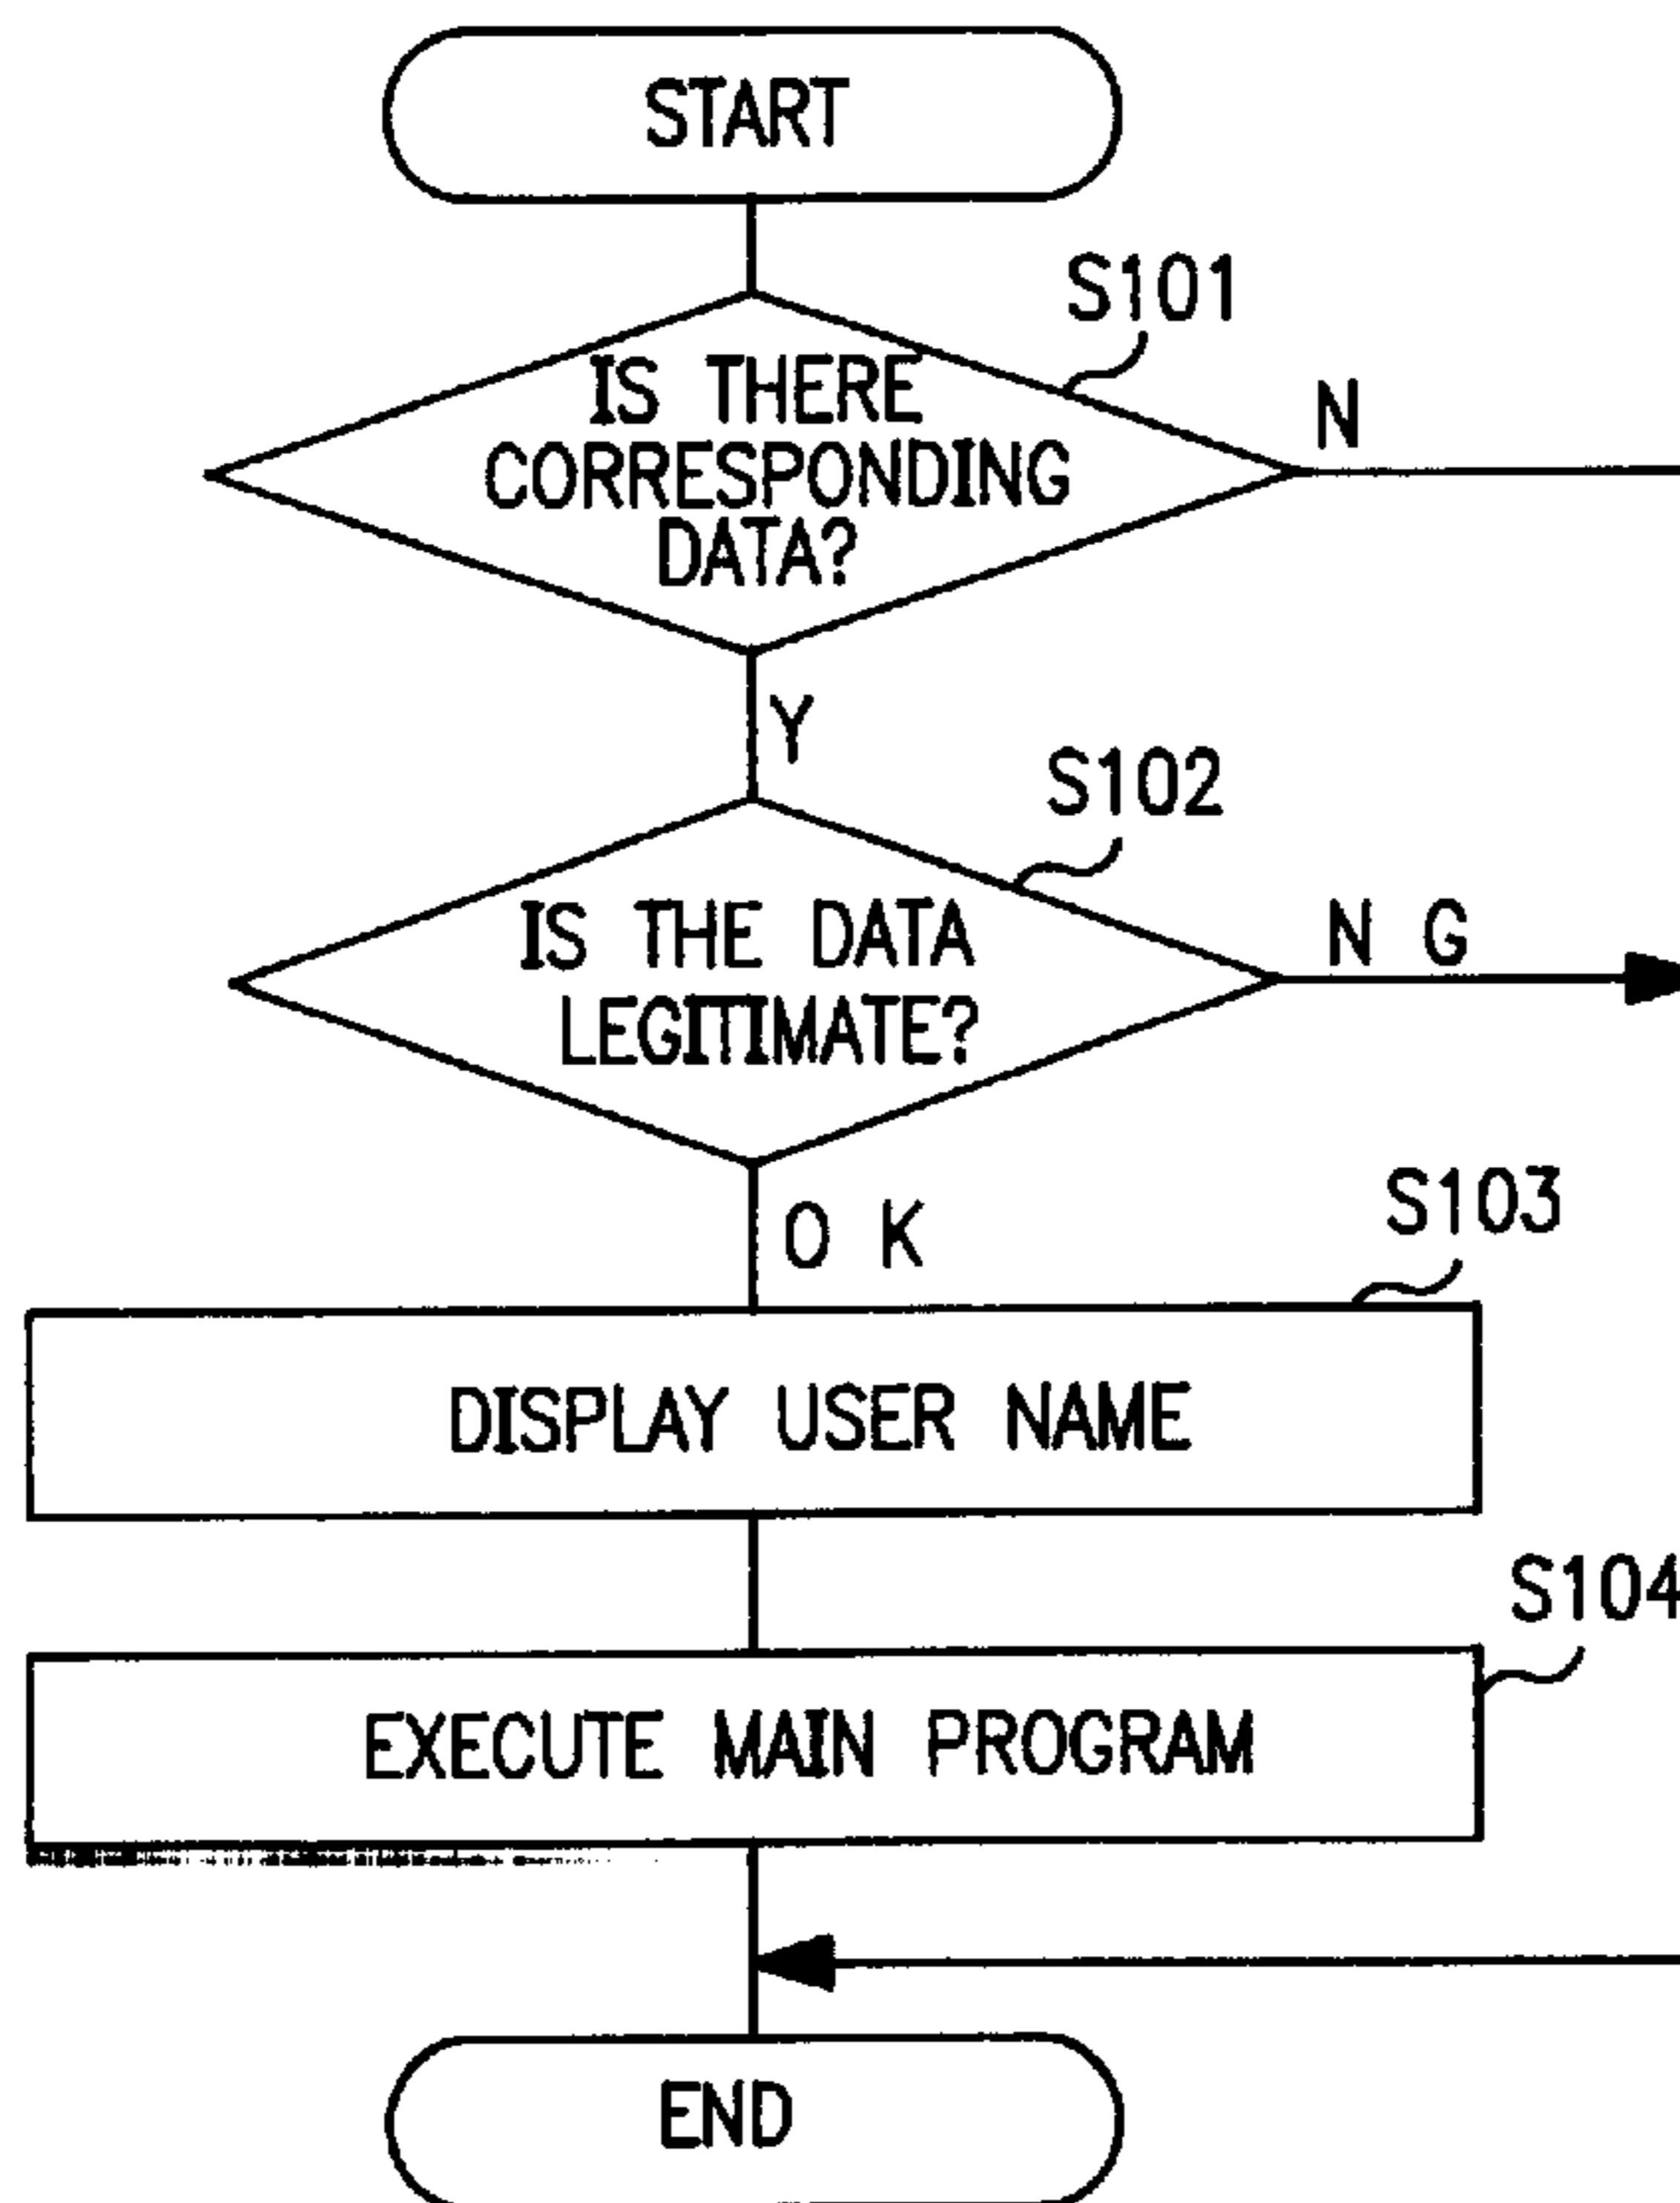 START
S101
IS THERE
CORRESPONDING
DATA?
N
Y
S102
IS THE DATA
LEGITIMATE?
N G
O K
S103
DISPLAY USER NAME
S104
EXECUTE MAIN PROGRAM
END